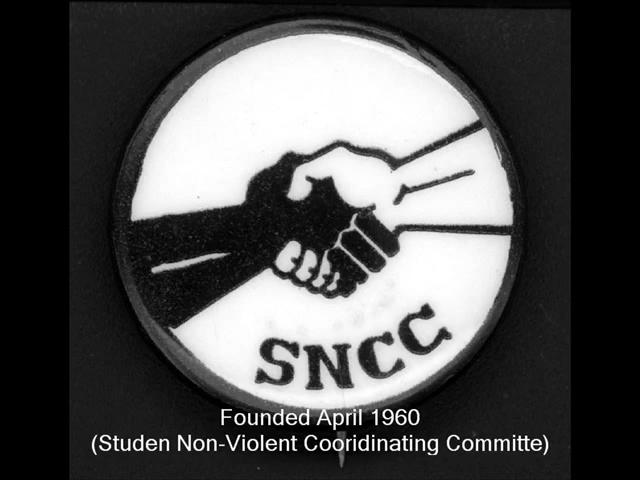 SNCC
Founded April 1960
(Studen Non-Violent Cooridinating Committe)